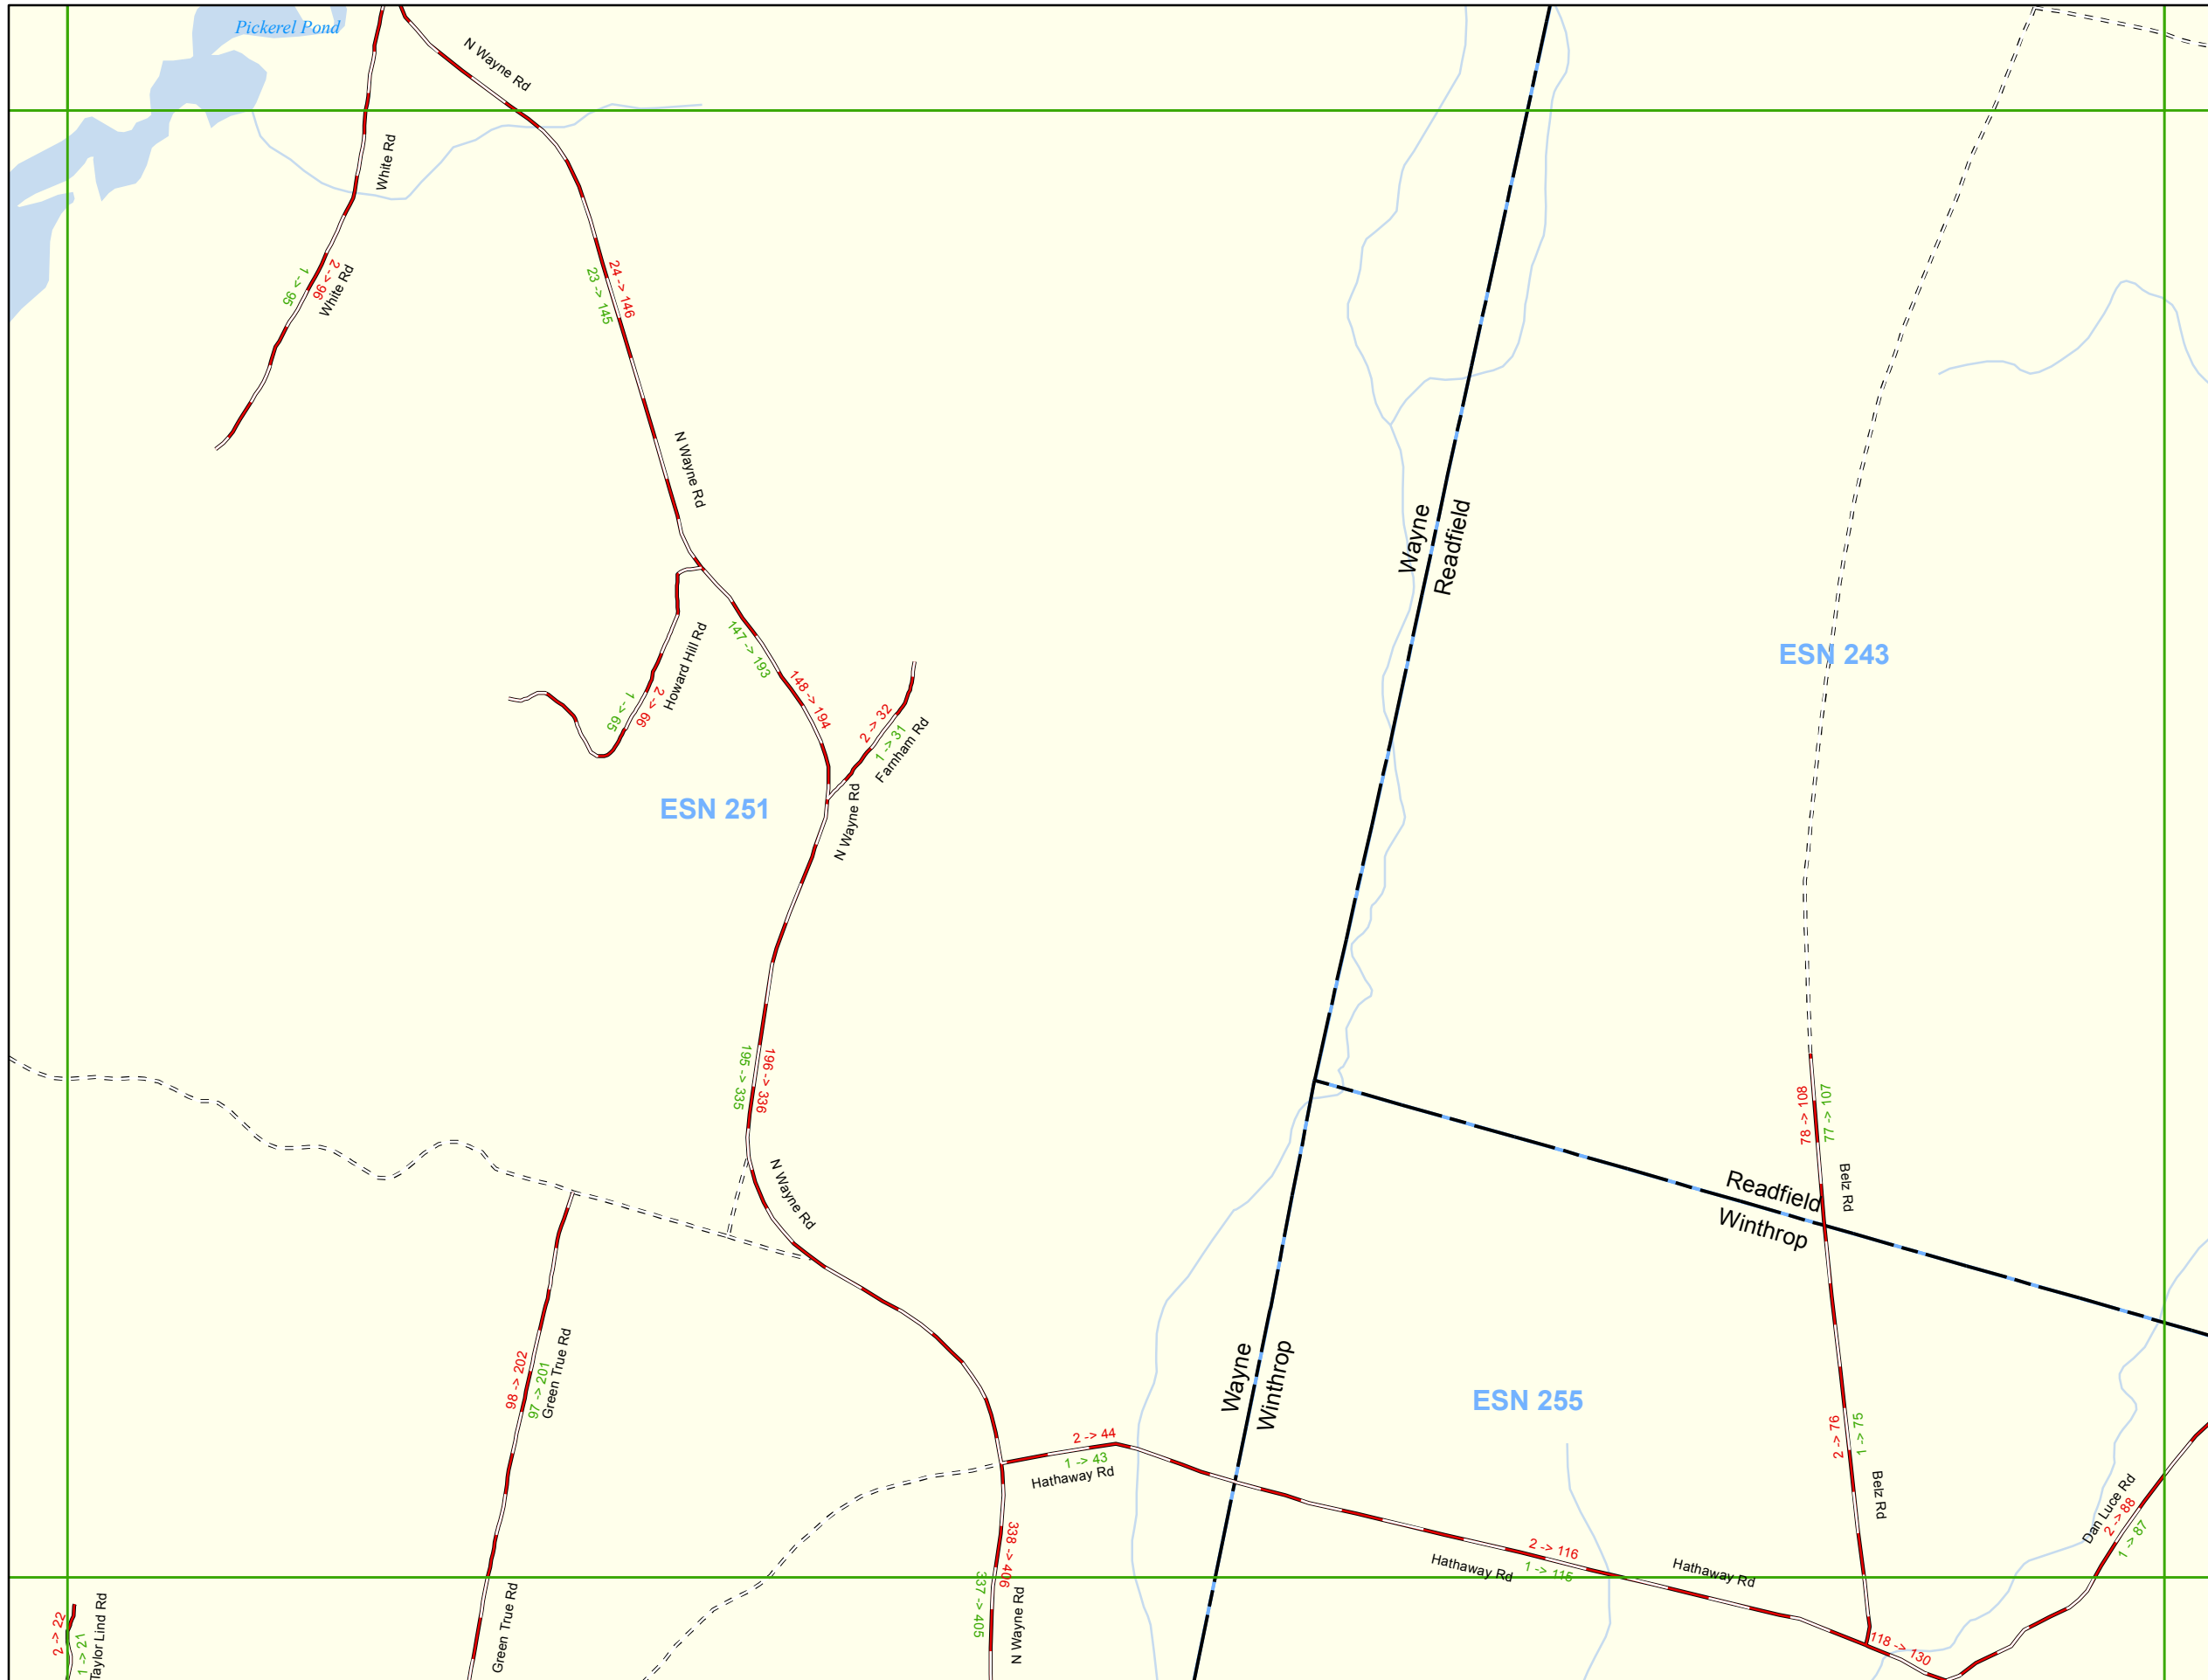 Pickerel Pond
N Wayne Rd
White Rd
1 -> 95
2 -> 96
White Rd
24 -> 146
23 -> 145
N Wayne Rd
Wayne
Readfield
Howard Hill Rd
1 -> 65
2 -> 66
147 -> 193
148 -> 194
2 -> 32
1 -> 31
Farnham Rd
ESN 243
ESN 251
N Wayne Rd
195 -> 335
196 -> 336
78 -> 108
77 -> 107
N Wayne Rd
Belz Rd
Readfield
Winthrop
98 -> 202
97 -> 201
Green True Rd
Wayne
Winthrop
ESN 255
2 -> 44
1 -> 43
Hathaway Rd
2 -> 76
1 -> 75
Belz Rd
Dan Luce Rd
2 -> 88
1 -> 87
338 -> 406
337 -> 405
N Wayne Rd
2 -> 116
1 -> 115
Hathaway Rd
Hathaway Rd
118 -> 130
Green True Rd
2 -> 22
1 -> 21
Taylor Lind Rd